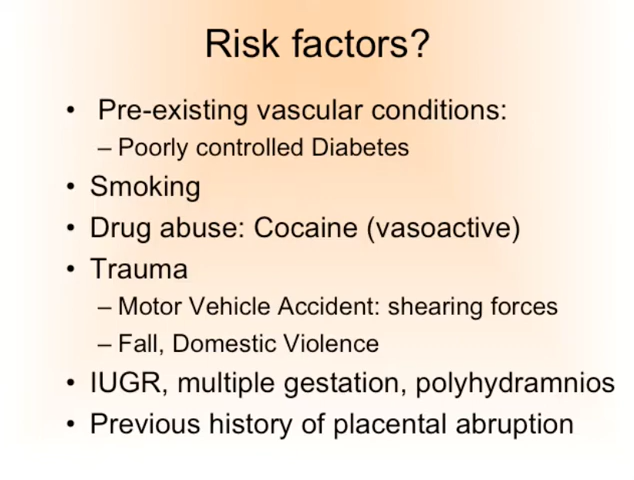 Risk factors?
• Pre-existing vascular conditions:
– Poorly controlled Diabetes
• Smoking
• Drug abuse: Cocaine (vasoactive)
• Trauma
– Motor Vehicle Accident: shearing forces
– Fall, Domestic Violence
• IUGR, multiple gestation, polyhydramnios
• Previous history of placental abruption